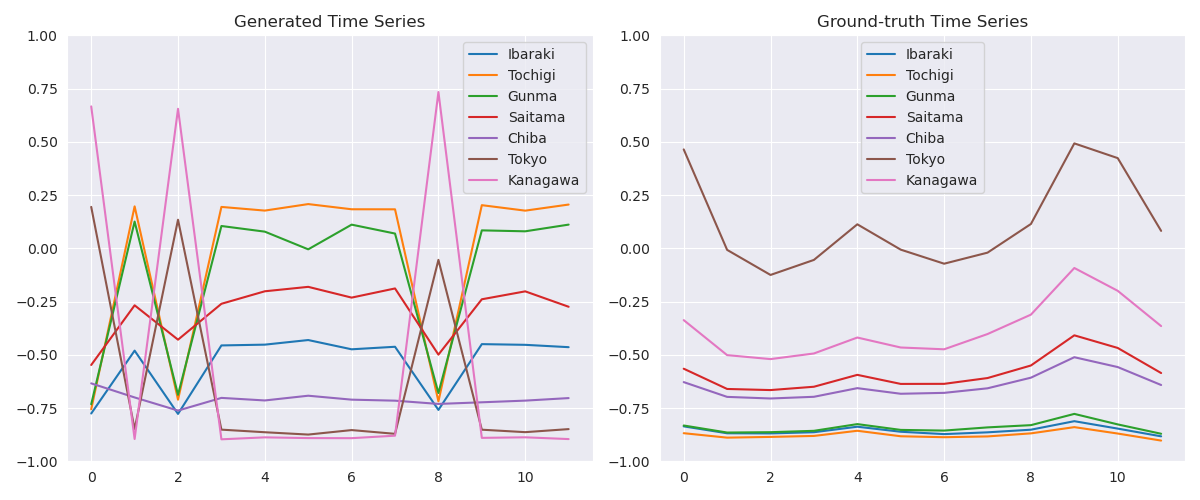 Generated Time Series
1.00
0.75
0.50
0.25
0.00
−0.25
−0.50
−0.75
−1.00
0
2
4
6
8
10
Ibaraki
Tochigi
Gunma
Saitama
Chiba
Tokyo
Kanagawa
Ground-truth Time Series
1.00
0.75
0.50
0.25
0.00
−0.25
−0.50
−0.75
−1.00
0
2
4
6
8
10
Ibaraki
Tochigi
Gunma
Saitama
Chiba
Tokyo
Kanagawa